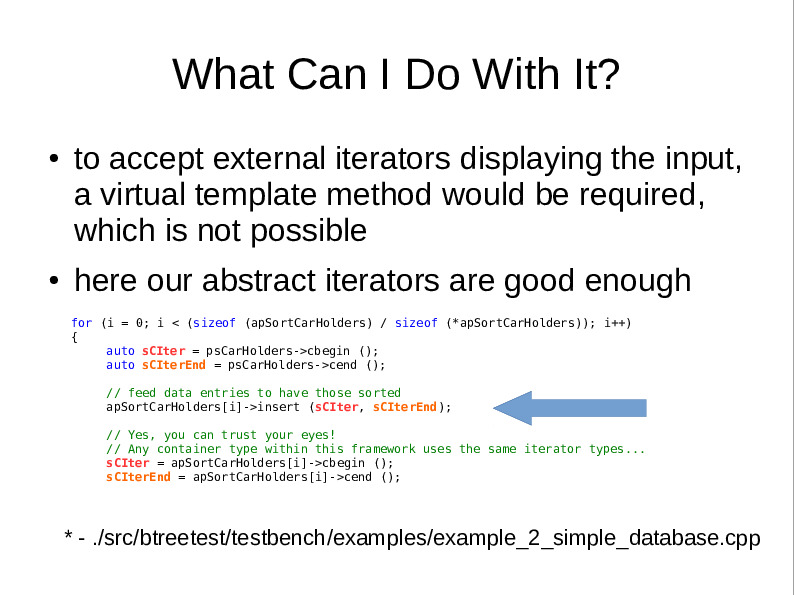 What Can I Do With It?
• to accept external iterators displaying the input,
a virtual template method would be required,
which is not possible
• here our abstract iterators are good enough
for (i = 0; i < (sizeof (apSortCarHolders) / sizeof (*apSortCarHolders)); i++)
{
auto sCIter = psCarHolders->cbegin ();
auto sCIterEnd = psCarHolders->cend ();
// feed data entries to have those sorted
apSortCarHolders[i]->insert (sCIter, sCIterEnd);
// Yes, you can trust your eyes!
// Any container type within this framework uses the same iterator types...
sCIter = apSortCarHolders[i]->cbegin ();
sCIterEnd = apSortCarHolders[i]->cend ();
* - ./src/btreetest/testbench/examples/example_2_simple_database.cpp